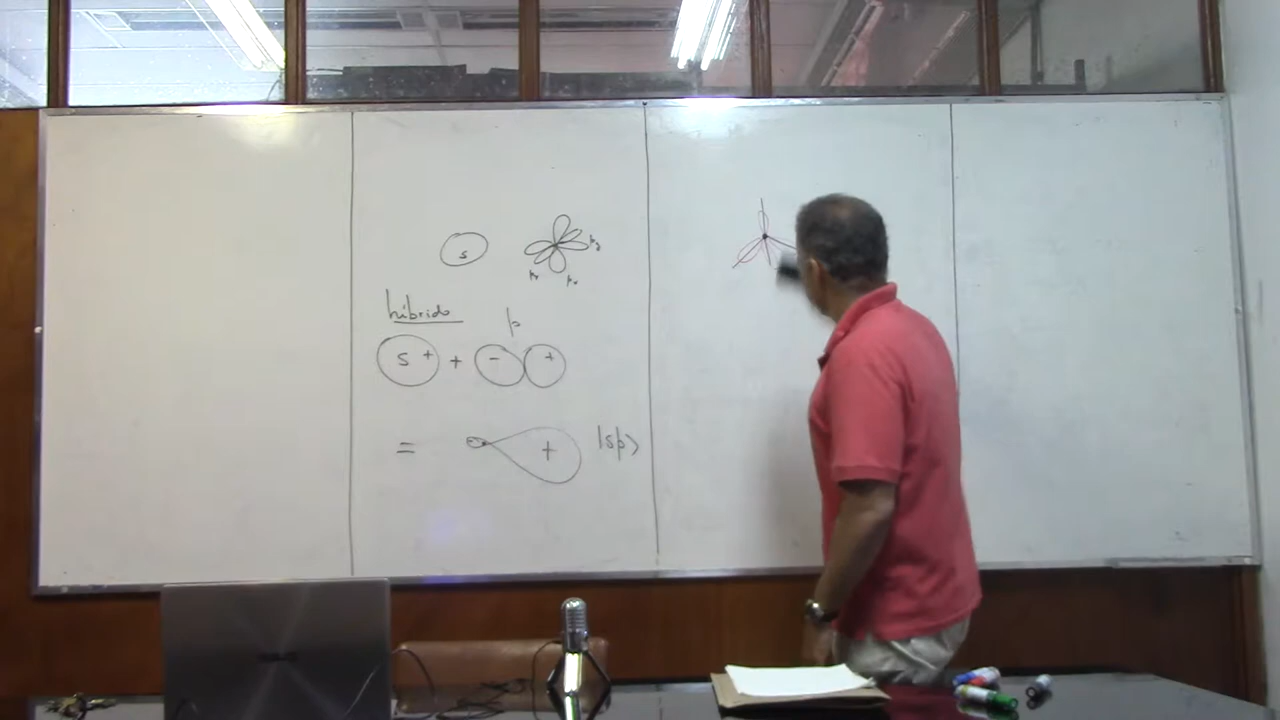 s
híbrido
p
s + + - +
= + |sp>